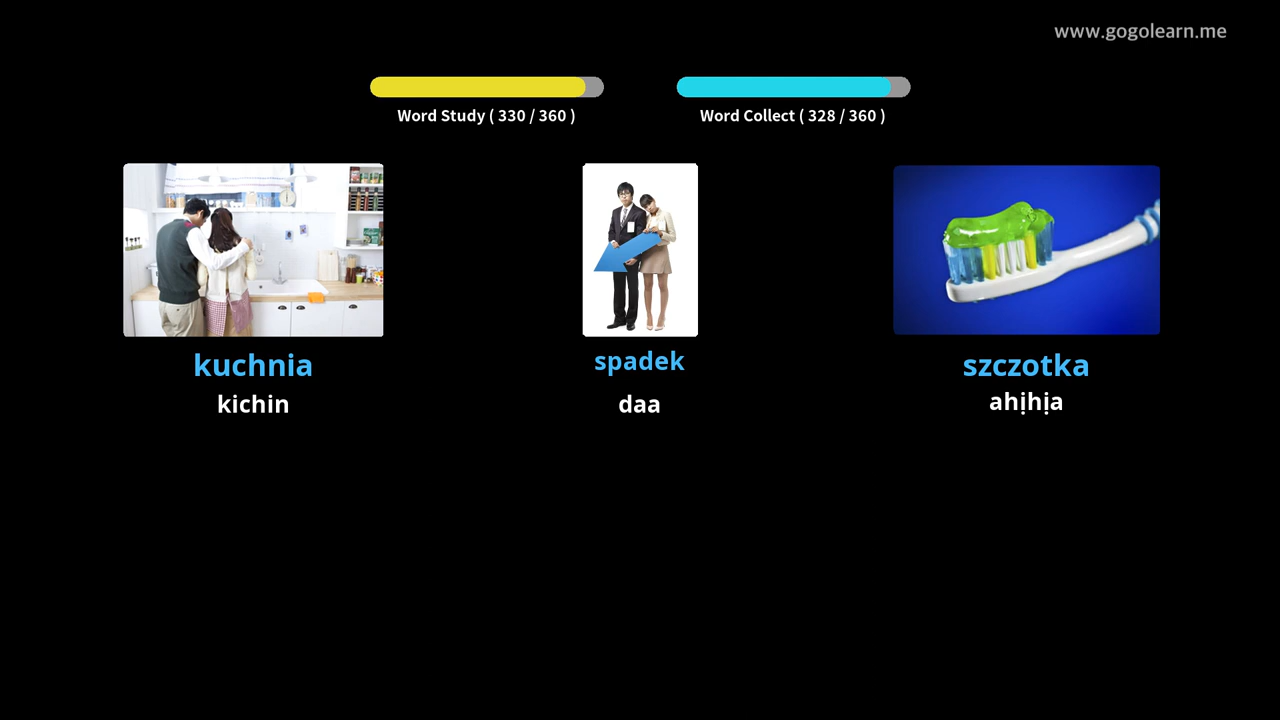 www.gogolearn.me
Word Study ( 330 / 360 )
Word Collect ( 328 / 360 )
kuchnia
spadek
szczotka
kichin
daa
ahịhịa